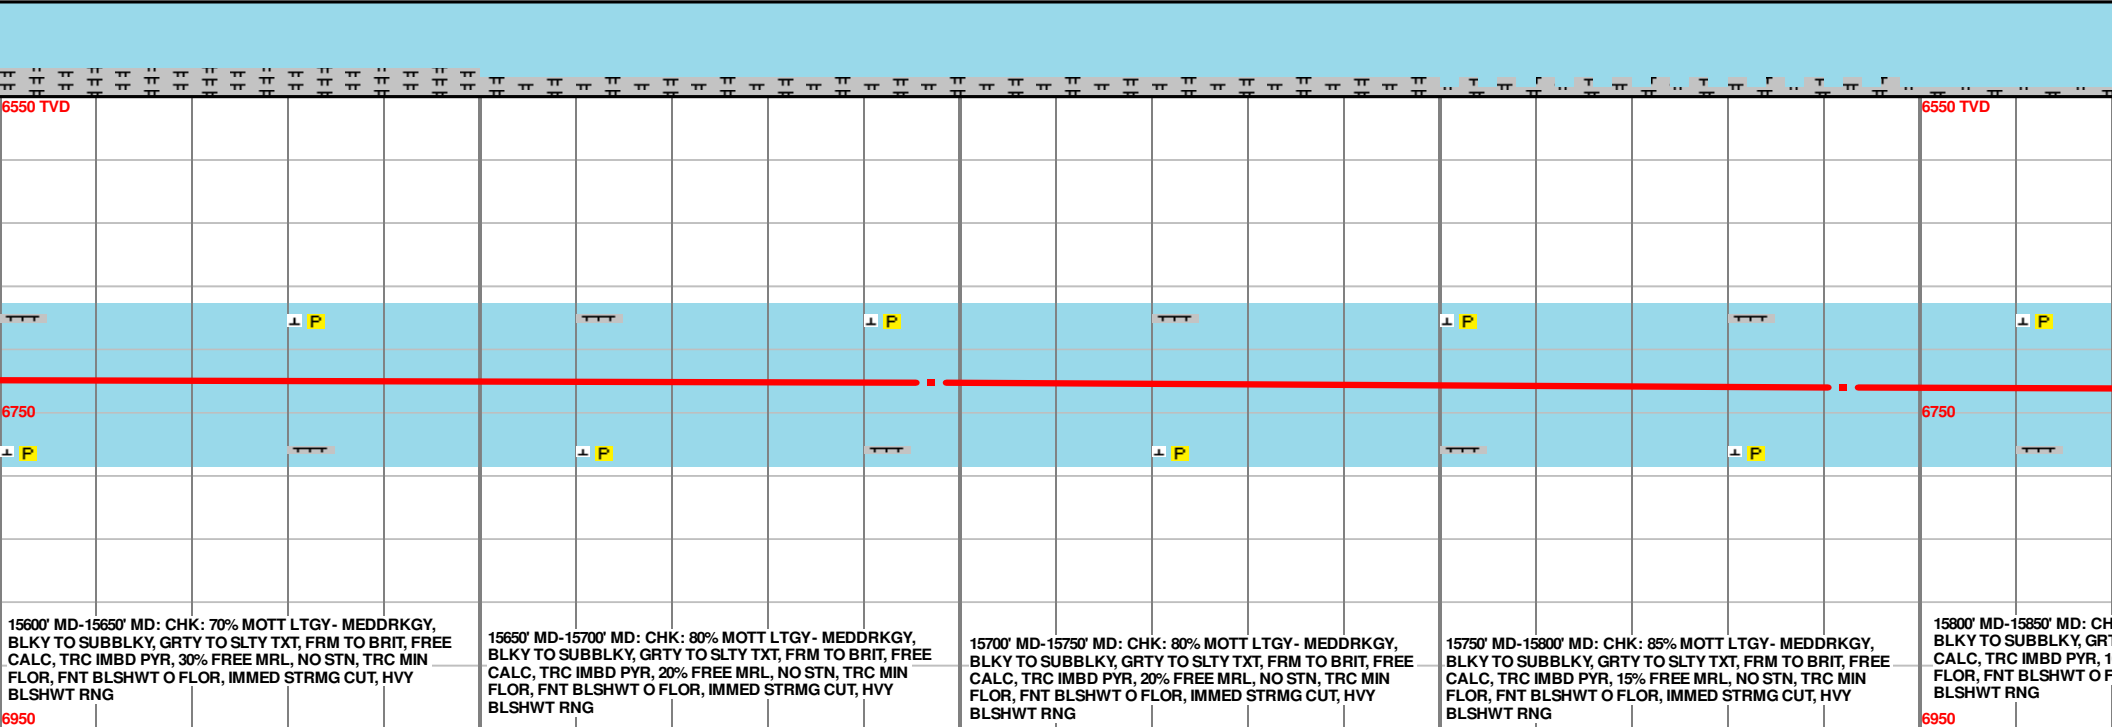 6550 TVD
6550 TVD
P
P
P
P
6750
6750
P
P
P
P
15600' MD-15650' MD: CHK: 70% MOTT LTGY- MEDDRKGY,
BLKY TO SUBBLKY, GRTY TO SLTY TXT, FRM TO BRIT, FREE
CALC, TRC IMBD PYR, 30% FREE MRL, NO STN, TRC MIN
FLOR, FNT BLSHWT O FLOR, IMMED STRMG CUT, HVY
BLSHWT RNG
15650' MD-15700' MD: CHK: 80% MOTT LTGY- MEDDRKGY,
BLKY TO SUBBLKY, GRTY TO SLTY TXT, FRM TO BRIT, FREE
CALC, TRC IMBD PYR, 20% FREE MRL, NO STN, TRC MIN
FLOR, FNT BLSHWT O FLOR, IMMED STRMG CUT, HVY
BLSHWT RNG
15700' MD-15750' MD: CHK: 80% MOTT LTGY- MEDDRKGY,
BLKY TO SUBBLKY, GRTY TO SLTY TXT, FRM TO BRIT, FREE
CALC, TRC IMBD PYR, 20% FREE MRL, NO STN, TRC MIN
FLOR, FNT BLSHWT O FLOR, IMMED STRMG CUT, HVY
BLSHWT RNG
15750' MD-15800' MD: CHK: 85% MOTT LTGY- MEDDRKGY,
BLKY TO SUBBLKY, GRTY TO SLTY TXT, FRM TO BRIT, FREE
CALC, TRC IMBD PYR, 15% FREE MRL, NO STN, TRC MIN
FLOR, FNT BLSHWT O FLOR, IMMED STRMG CUT, HVY
BLSHWT RNG
15800' MD-15850' MD: CH
BLKY TO SUBBLKY, GRT
CALC, TRC IMBD PYR, 1
FLOR, FNT BLSHWT O F
BLSHWT RNG
6950
6950